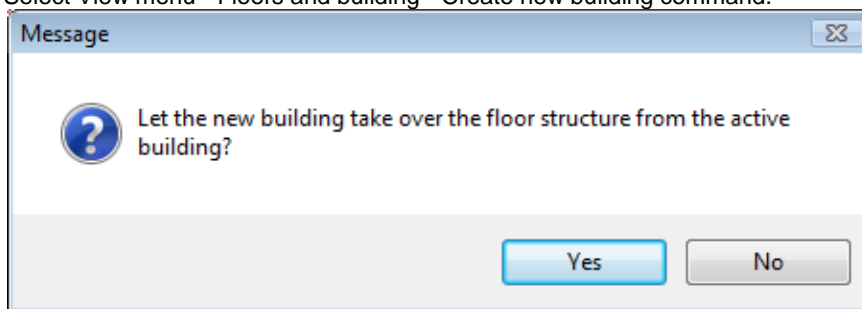 Select View menu - Floors and building - Create new building command.
Message
Let the new building take over the floor structure from the active
building?
Yes
No